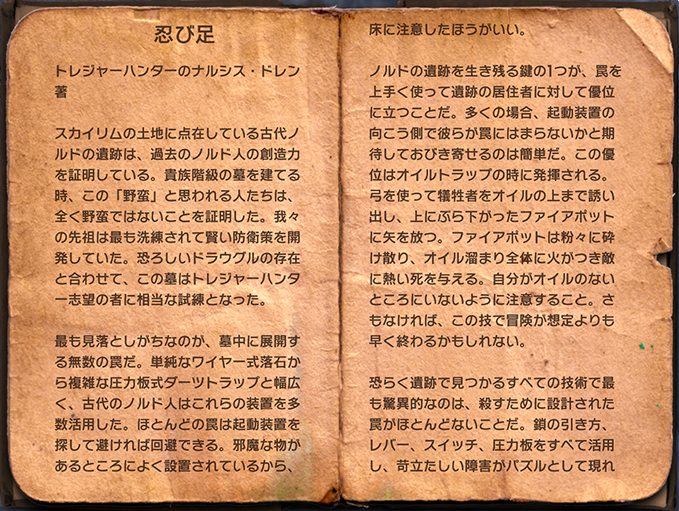 忍び足
トレジャーハンターのナルシス・ドレン
著
スカイリムの土地に点在している古代ノ
ルドの遺跡は、過去のノルド人の創造力
を証明している。貴族階級の墓を建てる
時、この「野蛮」と思われる人たちは、
全く野蛮ではないことを証明した。我々
の先祖は最も洗練されて賢い防衛策を開
発していた。恐ろしいドラウグルの存在
と合わせて、この墓はトレジャーハンタ
ー志望の者に相当な試練となった。
最も見落としがちなのが、墓中に展開す
る無数の罠だ。単純なワイヤー式落石か
ら複雑な圧力板式ダーツトラップと幅広
く、古代のノルド人はこれらの装置を多
数活用した。ほとんどの罠は起動装置を
探して避ければ回避できる。邪魔な物が
あるところによく設置されているから、
床に注意したほうがいい。
ノルドの遺跡を生き残る鍵の1つが、罠を
上手く使って遺跡の居住者に対して優位
に立つことだ。多くの場合、起動装置の
向こう側で彼らが罠にはまらないかと期
待しておびき寄せるのは簡単だ。この優
位はオイルトラップの時に発揮される。
弓を使って犠牲者をオイルの上まで誘い
出し、上にぶら下がったファイアポット
に矢を放つ。ファイアポットは粉々に砕
け散り、オイル溜まり全体に火がつき敵
に熱い死を与える。自分がオイルのない
ところにいないように注意すること。さ
もなければ、この技で冒険が想定よりも
早く終わるかもしれない。
恐らく遺跡で見つかるすべての技術で最
も驚異的なのは、殺すために設計された
罠がほとんどないことだ。鎖の引き方、
レバー、スイッチ、圧力板をすべて活用
し、苛立たしい障害がパズルとして現れ